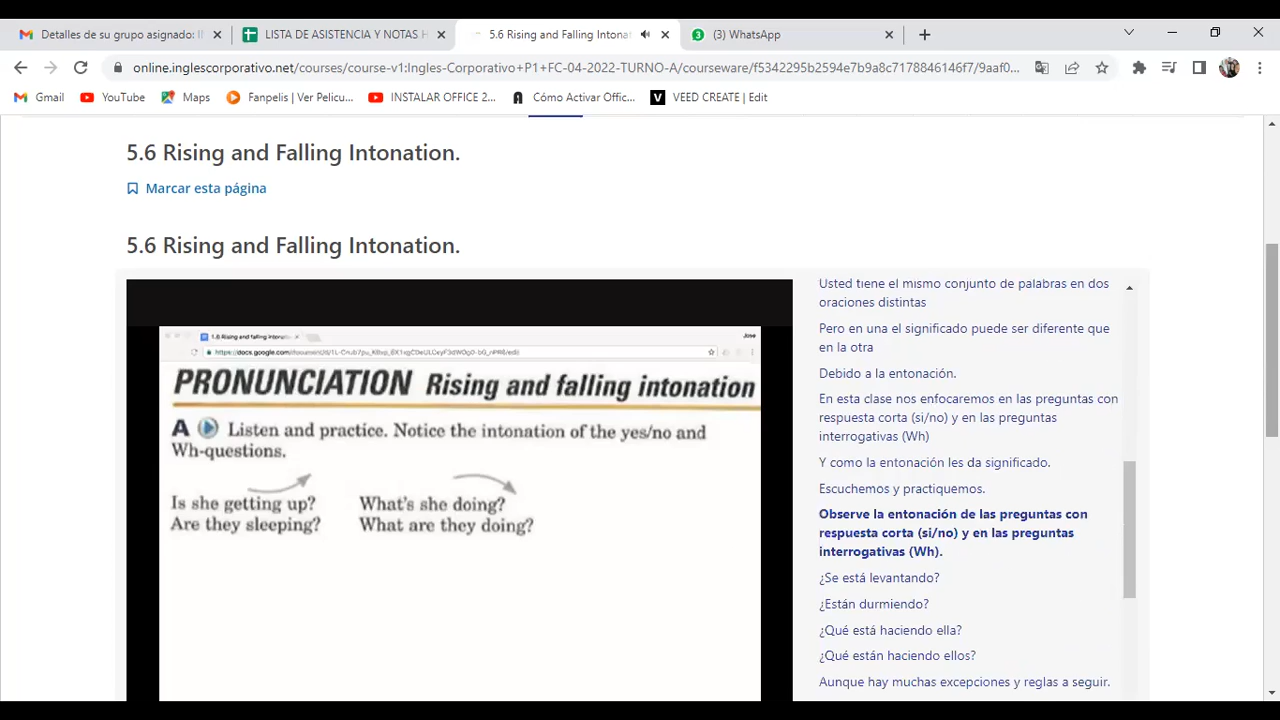 Detalles de su grupo asignado: II
LISTA DE ASISTENCIA Y NOTAS H
5.6 Rising and Falling Intonat
(3) WhatsApp
online.inglescorporativo.net/courses/course-v1:Ingles-Corporativo+P1+FC-04-2022-TURNO-A/courseware/f5342295b2594e7b9a8c7178846146f7/9aaf0...
Gmail
YouTube
Maps
Fanpelis | Ver Pelicu...
INSTALAR OFFICE 2...
Cómo Activar Offic...
VEED CREATE | Edit
5.6 Rising and Falling Intonation.
Marcar esta página
5.6 Rising and Falling Intonation.
1.6 Rising and falling intonatio
José
PRONUNCIATION Rising and falling intonation
A Listen and practice. Notice the intonation of the yes/no and
Wh-questions.
Is she getting up? What's she doing?
Are they sleeping? What are they doing?
Usted tiene el mismo conjunto de palabras en dos
oraciones distintas
Pero en una el significado puede ser diferente que
en la otra
Debido a la entonación.
En esta clase nos enfocaremos en las preguntas con
respuesta corta (si/no) y en las preguntas
interrogativas (Wh)
Y como la entonación les da significado.
Escuchemos y practiquemos.
Observe la entonación de las preguntas con
respuesta corta (si/no) y en las preguntas
interrogativas (Wh).
¿Se está levantando?
¿Están durmiendo?
¿Qué está haciendo ella?
¿Qué están haciendo ellos?
Aunque hay muchas excepciones y reglas a seguir.